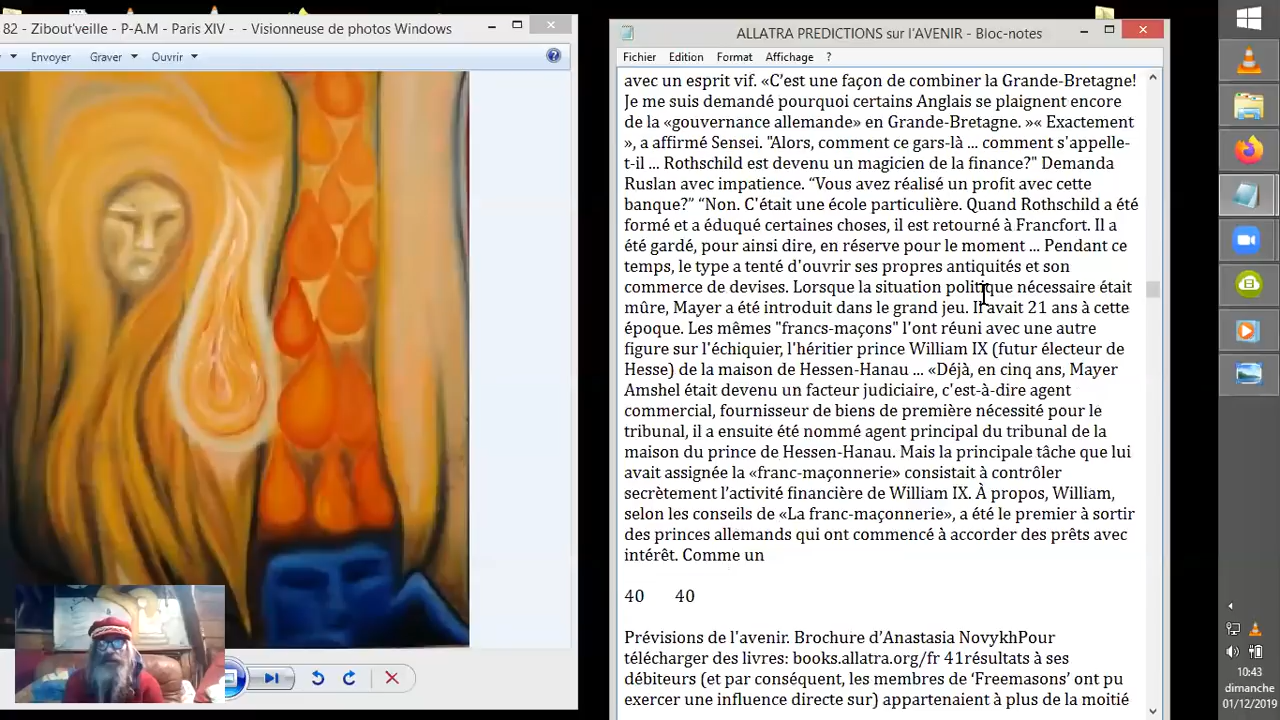 82 - Zibout'veille - P-A-M - Paris XIV - - Visionneuse de photos Windows
Envoyer Graver Ouvrir
ALLATRA PREDICTIONS sur l'AVENIR - Bloc-notes
Fichier Edition Format Affichage ?
avec un esprit vif. «C'est une façon de combiner la Grande-Bretagne!
Je me suis demandé pourquoi certains Anglais se plaignent encore
de la «gouvernance allemande» en Grande-Bretagne. »« Exactement
», a affirmé Sensei. "Alors, comment ce gars-là ... comment s'appelle-
t-il ... Rothschild est devenu un magicien de la finance?" Demanda
Ruslan avec impatience. “Vous avez réalisé un profit avec cette
banque?” “Non. C'était une école particulière. Quand Rothschild a été
formé et a éduqué certaines choses, il est retourné à Francfort. Il a
été gardé, pour ainsi dire, en réserve pour le moment ... Pendant ce
temps, le type a tenté d'ouvrir ses propres antiquités et son
commerce de devises. Lorsque la situation politique nécessaire était
mûre, Mayer a été introduit dans le grand jeu. Il avait 21 ans à cette
époque. Les mêmes "francs-maçons" l'ont réuni avec une autre
figure sur l'échiquier, l'héritier prince William IX (futur électeur de
Hesse) de la maison de Hessen-Hanau ... «Déjà, en cinq ans, Mayer
Amshel était devenu un facteur judiciaire, c'est-à-dire agent
commercial, fournisseur de biens de première nécessité pour le
tribunal, il a ensuite été nommé agent principal du tribunal de la
maison du prince de Hessen-Hanau. Mais la principale tâche que lui
avait assignée la «franc-maçonnerie» consistait à contrôler
secrètement l’activité financière de William IX. À propos, William,
selon les conseils de «La franc-maçonnerie», a été le premier à sortir
des princes allemands qui ont commencé à accorder des prêts avec
intérêt. Comme un
40 40
Prévisions de l'avenir. Brochure d’Anastasia NovykhPour
télécharger des livres: books.allatra.org/fr 41résultats à ses
débiteurs (et par conséquent, les membres de ‘Freemasons’ ont pu
exercer une influence directe sur) appartenaient à plus de la moitié
10:43
dimanche
01/12/2019